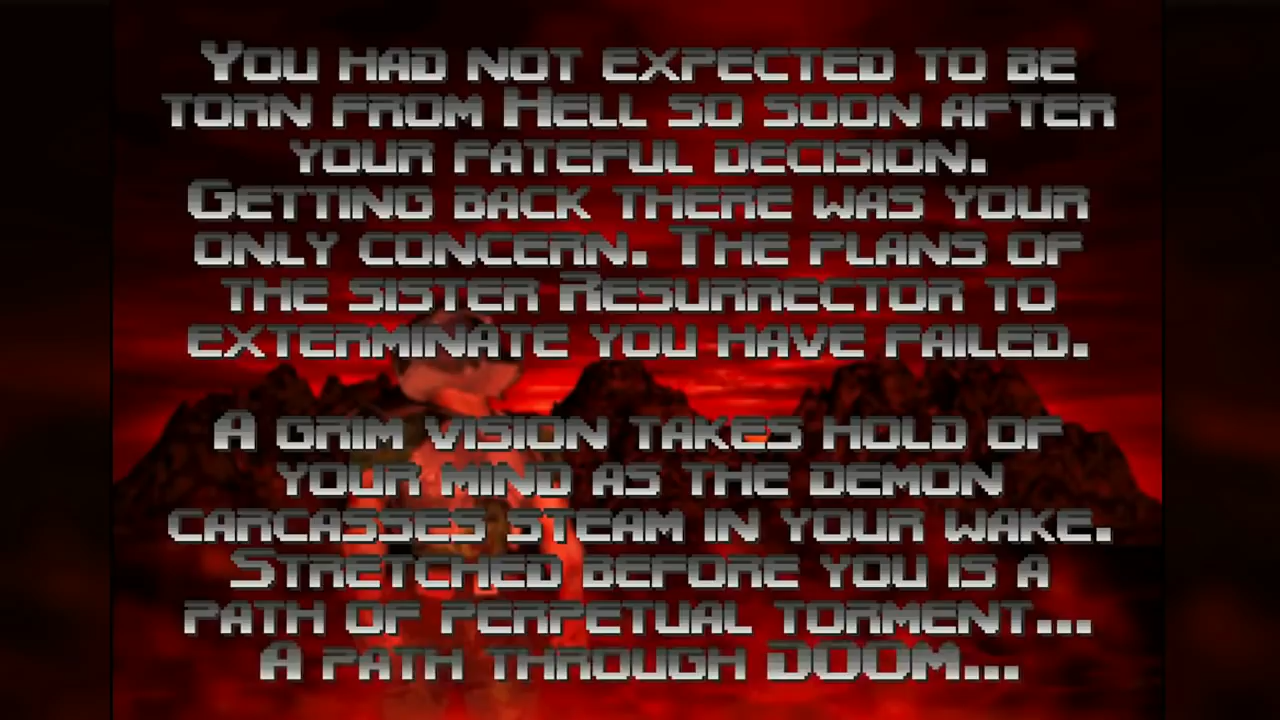 You had not expected to be
torn from Hell so soon after
your fateful decision.
Getting back there was your
only concern. The plans of
the sister Resurrector to
exterminate you have failed.
A grim vision takes hold of
your mind as the demon
carcasses steam in your wake.
Stretched before you is a
path of perpetual torment...
a path through DOOM...